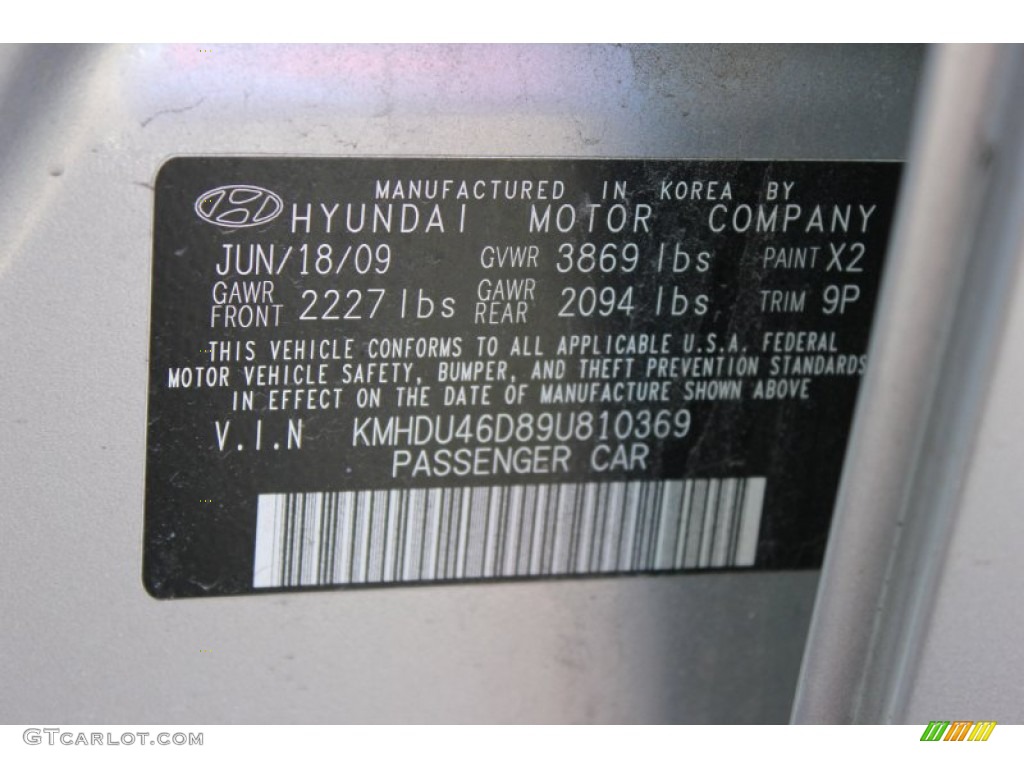 MANUFACTURED IN KOREA BY
HYUNDAI MOTOR COMPANY
JUN/18/09 GVWR 3869 lbs PAINT X2
GAWR FRONT 2227 lbs GAWR REAR 2094 lbs TRIM 9P
THIS VEHICLE CONFORMS TO ALL APPLICABLE U.S.A. FEDERAL
MOTOR VEHICLE SAFETY, BUMPER, AND THEFT PREVENTION STANDARDS
IN EFFECT ON THE DATE OF MANUFACTURE SHOWN ABOVE
V.I.N KMHDU46D89U810369
PASSENGER CAR
GTCARLOT.COM